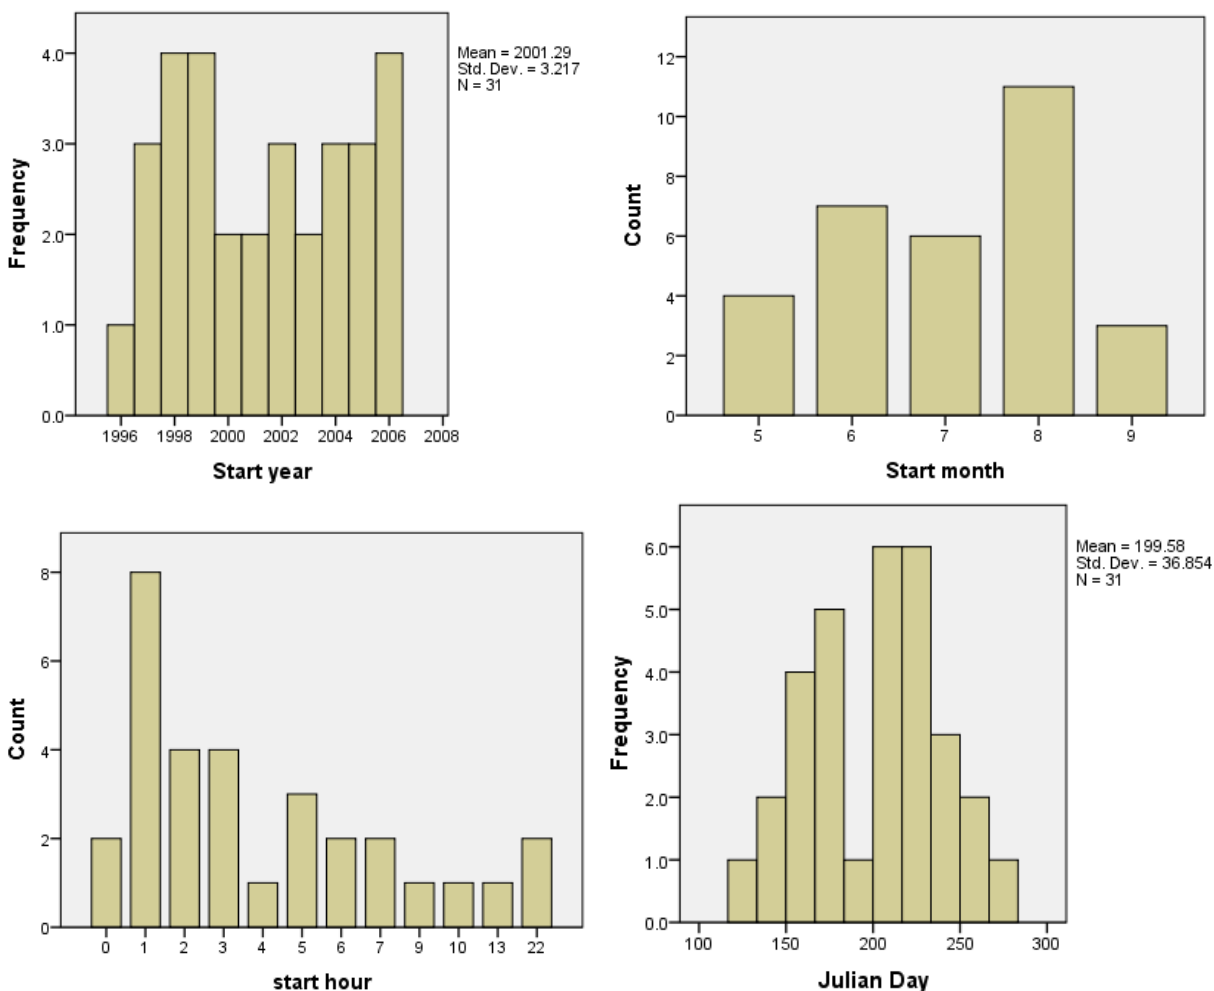 4.0
3.0
2.0
1.0
0.0
Frequency
1996 1998 2000 2002 2004 2006 2008
Start year
Mean = 2001.29
Std. Dev. = 3.217
N = 31
12
10
8
6
4
2
0
Count
5 6 7 8 9
Start month
8
6
4
2
0
Count
0 1 2 3 4 5 6 7 9 10 13 22
start hour
6.0
5.0
4.0
3.0
2.0
1.0
0.0
Frequency
100 150 200 250 300
Julian Day
Mean = 199.58
Std. Dev. = 36.854
N = 31